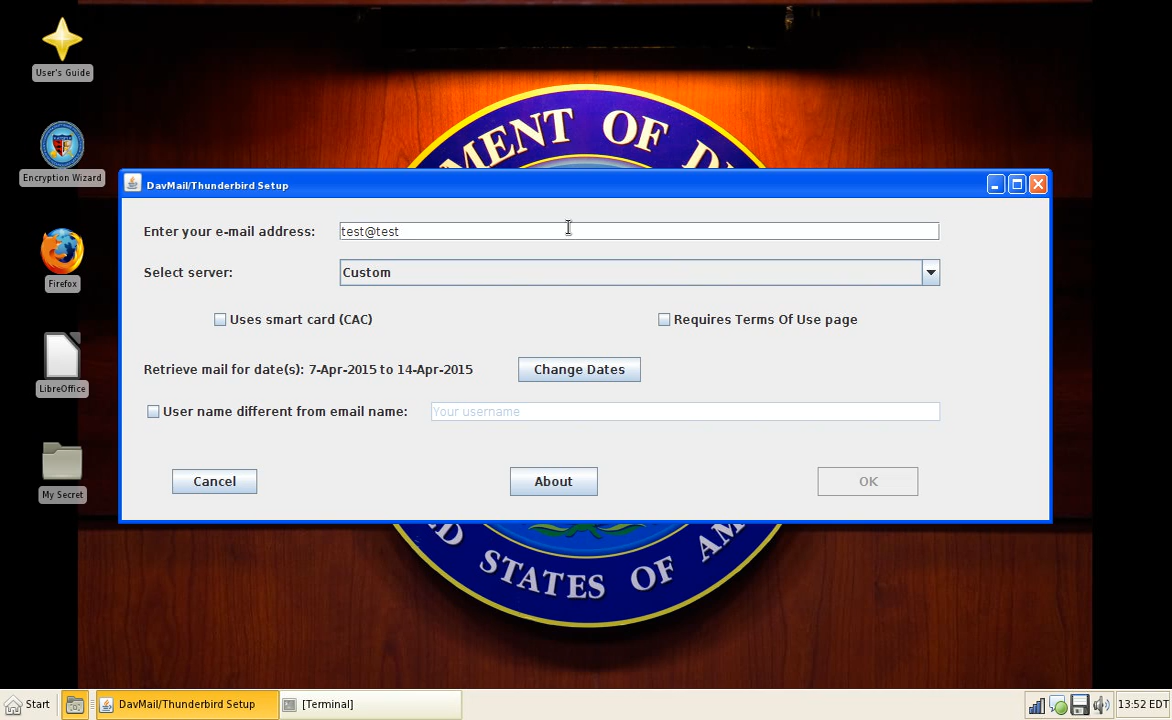 MENT OF D
User's Guide
Encryption Wizard
DavMail/Thunderbird Setup
Enter your e-mail address: test@test
Select server: Custom
Firefox
Uses smart card (CAC) Requires Terms Of Use page
Retrieve mail for date(s): 7-Apr-2015 to 14-Apr-2015 Change Dates
LibreOffice
User name different from email name: Your username
Cancel About OK
My Secret
D STATES OF AM
Start DavMail/Thunderbird Setup [Terminal] 13:52 EDT